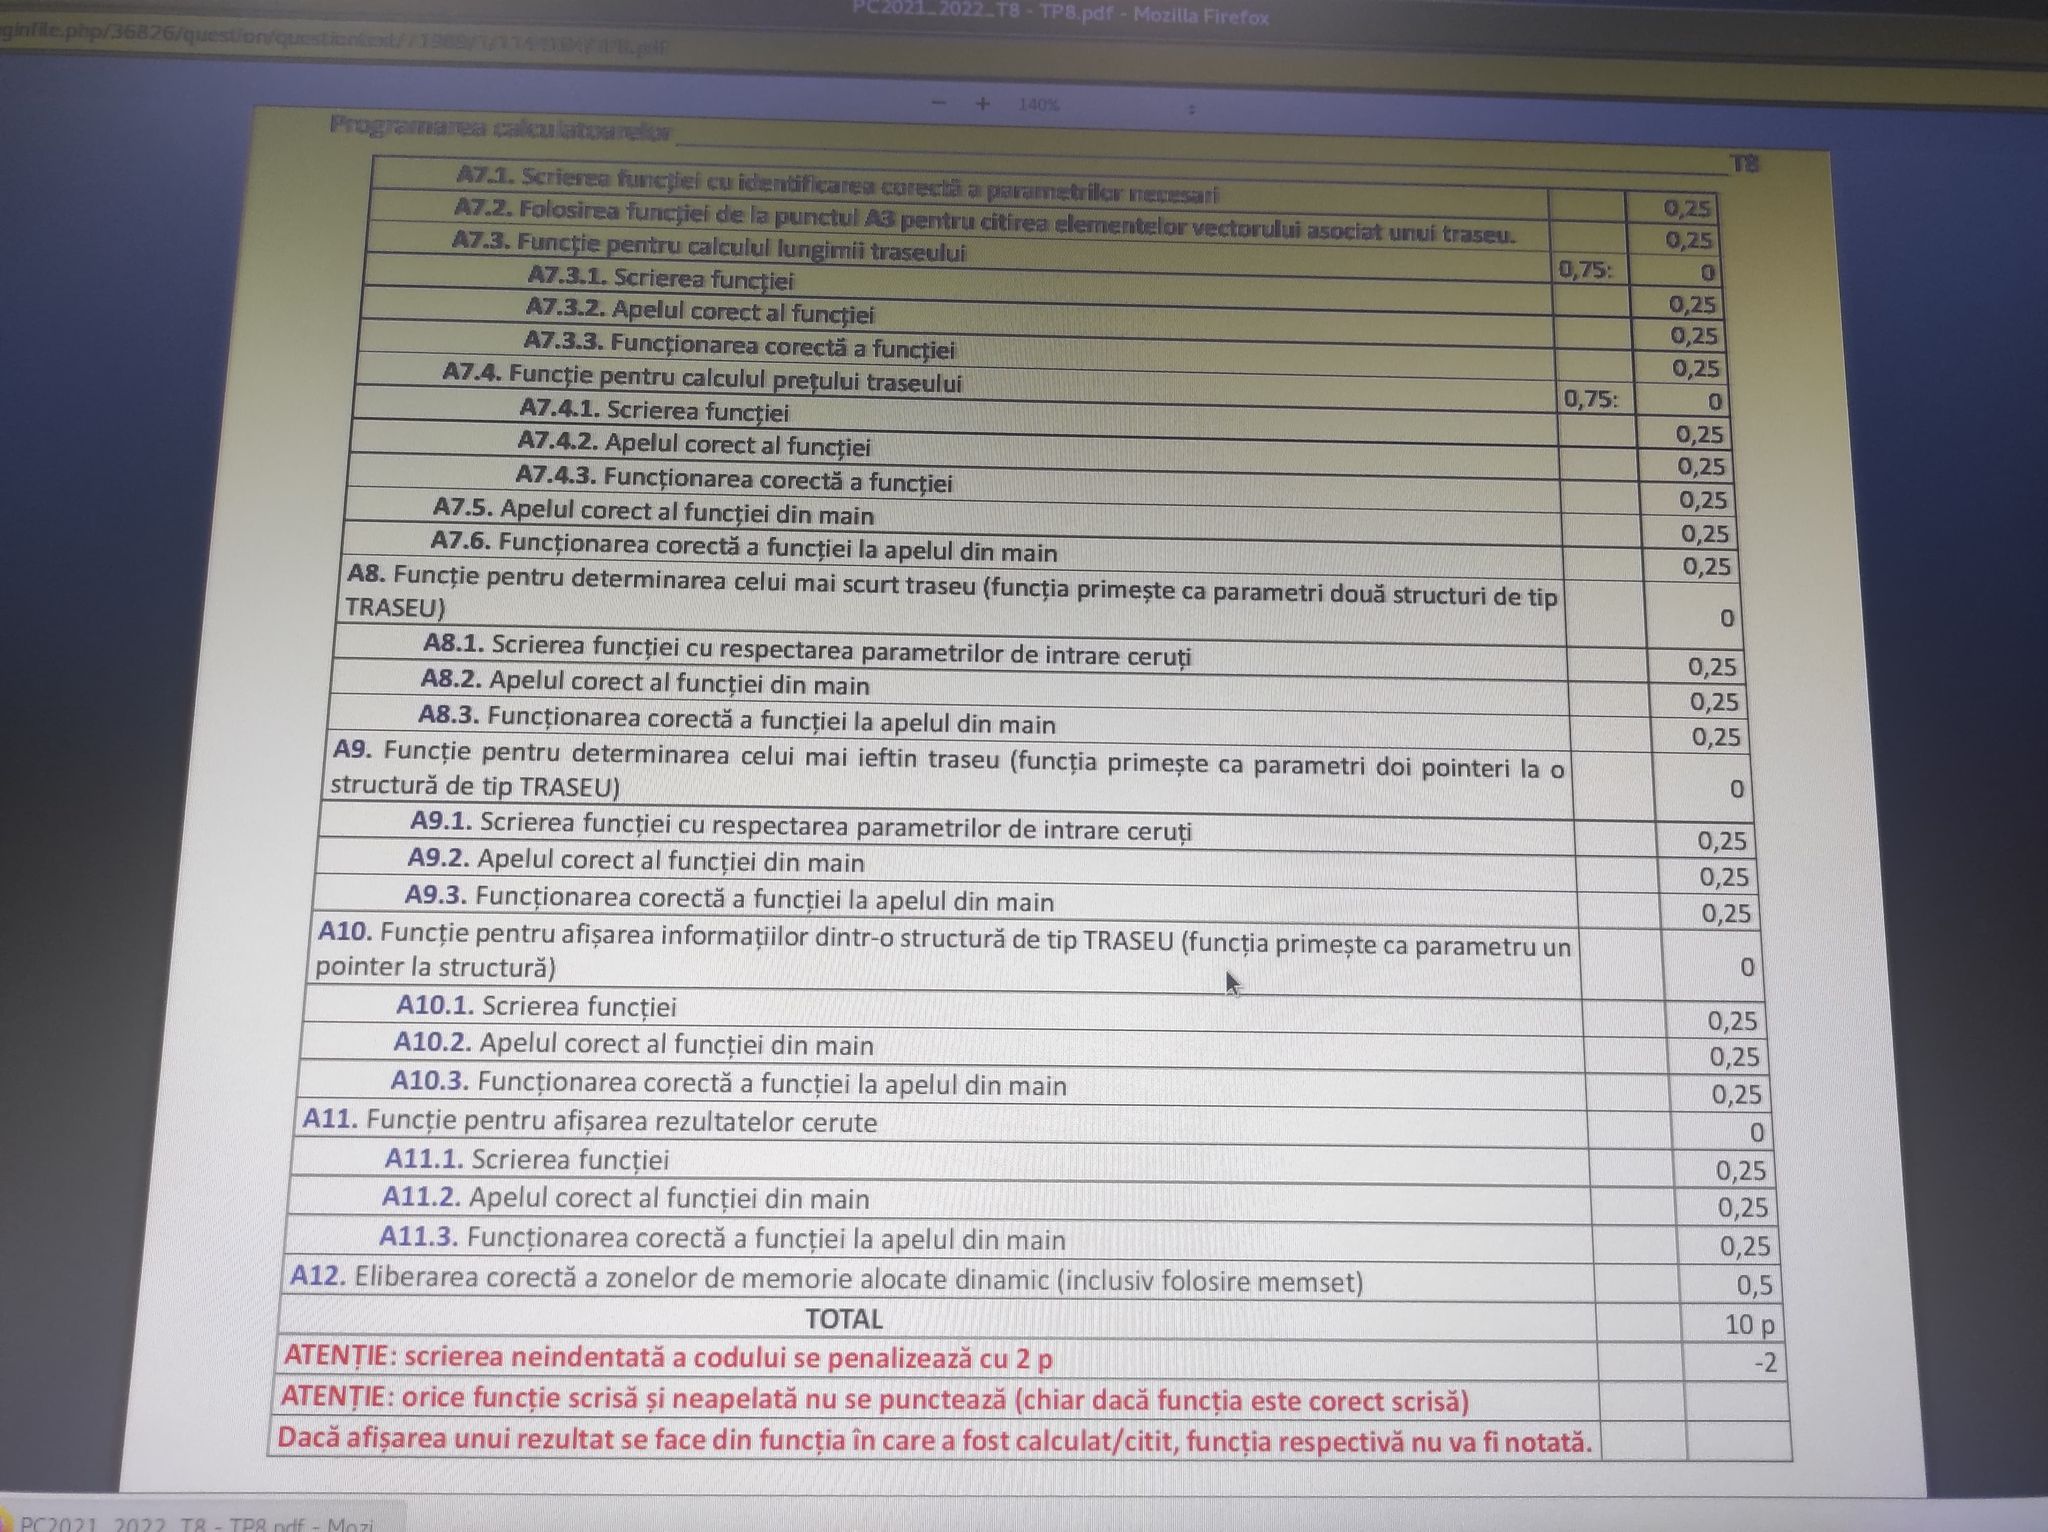 PC2021_2022_T8 - TP8.pdf - Mozilla Firefox
ginfile.php/36826/question/questiontext/
140%
Programarea calculatoarelor
T8
A7.1. Scrierea funcției cu identificarea corectă a parametrilor necesari 0,25
A7.2. Folosirea funcției de la punctul A3 pentru citirea elementelor vectorului asociat unui traseu. 0,25
A7.3. Funcție pentru calculul lungimii traseului 0,75: 0
A7.3.1. Scrierea funcției 0,25
A7.3.2. Apelul corect al funcției 0,25
A7.3.3. Funcționarea corectă a funcției 0,25
A7.4. Funcție pentru calculul prețului traseului 0,75: 0
A7.4.1. Scrierea funcției 0,25
A7.4.2. Apelul corect al funcției 0,25
A7.4.3. Funcționarea corectă a funcției 0,25
A7.5. Apelul corect al funcției din main 0,25
A7.6. Funcționarea corectă a funcției la apelul din main 0,25
A8. Funcție pentru determinarea celui mai scurt traseu (funcția primește ca parametri două structuri de tip
TRASEU) 0
A8.1. Scrierea funcției cu respectarea parametrilor de intrare ceruți 0,25
A8.2. Apelul corect al funcției din main 0,25
A8.3. Funcționarea corectă a funcției la apelul din main 0,25
A9. Funcție pentru determinarea celui mai ieftin traseu (funcția primește ca parametri doi pointeri la o
structură de tip TRASEU) 0
A9.1. Scrierea funcției cu respectarea parametrilor de intrare ceruți 0,25
A9.2. Apelul corect al funcției din main 0,25
A9.3. Funcționarea corectă a funcției la apelul din main 0,25
A10. Funcție pentru afișarea informațiilor dintr-o structură de tip TRASEU (funcția primește ca parametru un
pointer la structură) 0
A10.1. Scrierea funcției 0,25
A10.2. Apelul corect al funcției din main 0,25
A10.3. Funcționarea corectă a funcției la apelul din main 0,25
A11. Funcție pentru afișarea rezultatelor cerute 0
A11.1. Scrierea funcției 0,25
A11.2. Apelul corect al funcției din main 0,25
A11.3. Funcționarea corectă a funcției la apelul din main 0,25
A12. Eliberarea corectă a zonelor de memorie alocate dinamic (inclusiv folosire memset) 0,5
TOTAL 10 p
ATENȚIE: scrierea neindentată a codului se penalizează cu 2 p -2
ATENȚIE: orice funcție scrisă și neapelată nu se punctează (chiar dacă funcția este corect scrisă)
Dacă afișarea unui rezultat se face din funcția în care a fost calculat/citit, funcția respectivă nu va fi notată.
PC2021_2022_T8 - TP8.pdf - Mozi